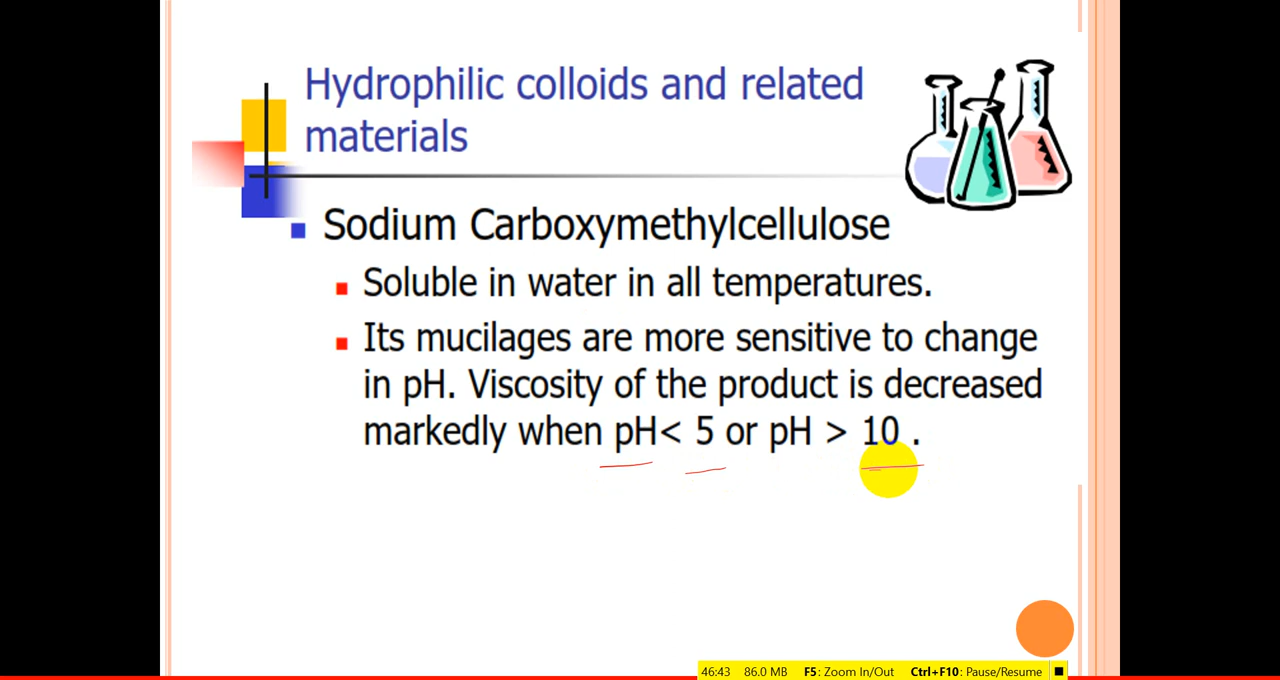 Hydrophilic colloids and related
materials
Sodium Carboxymethylcellulose
Soluble in water in all temperatures.
Its mucilages are more sensitive to change
in pH. Viscosity of the product is decreased
markedly when pH< 5 or pH > 10 .
46:43 86.0 MB F5: Zoom In/Out Ctrl+F10: Pause/Resume